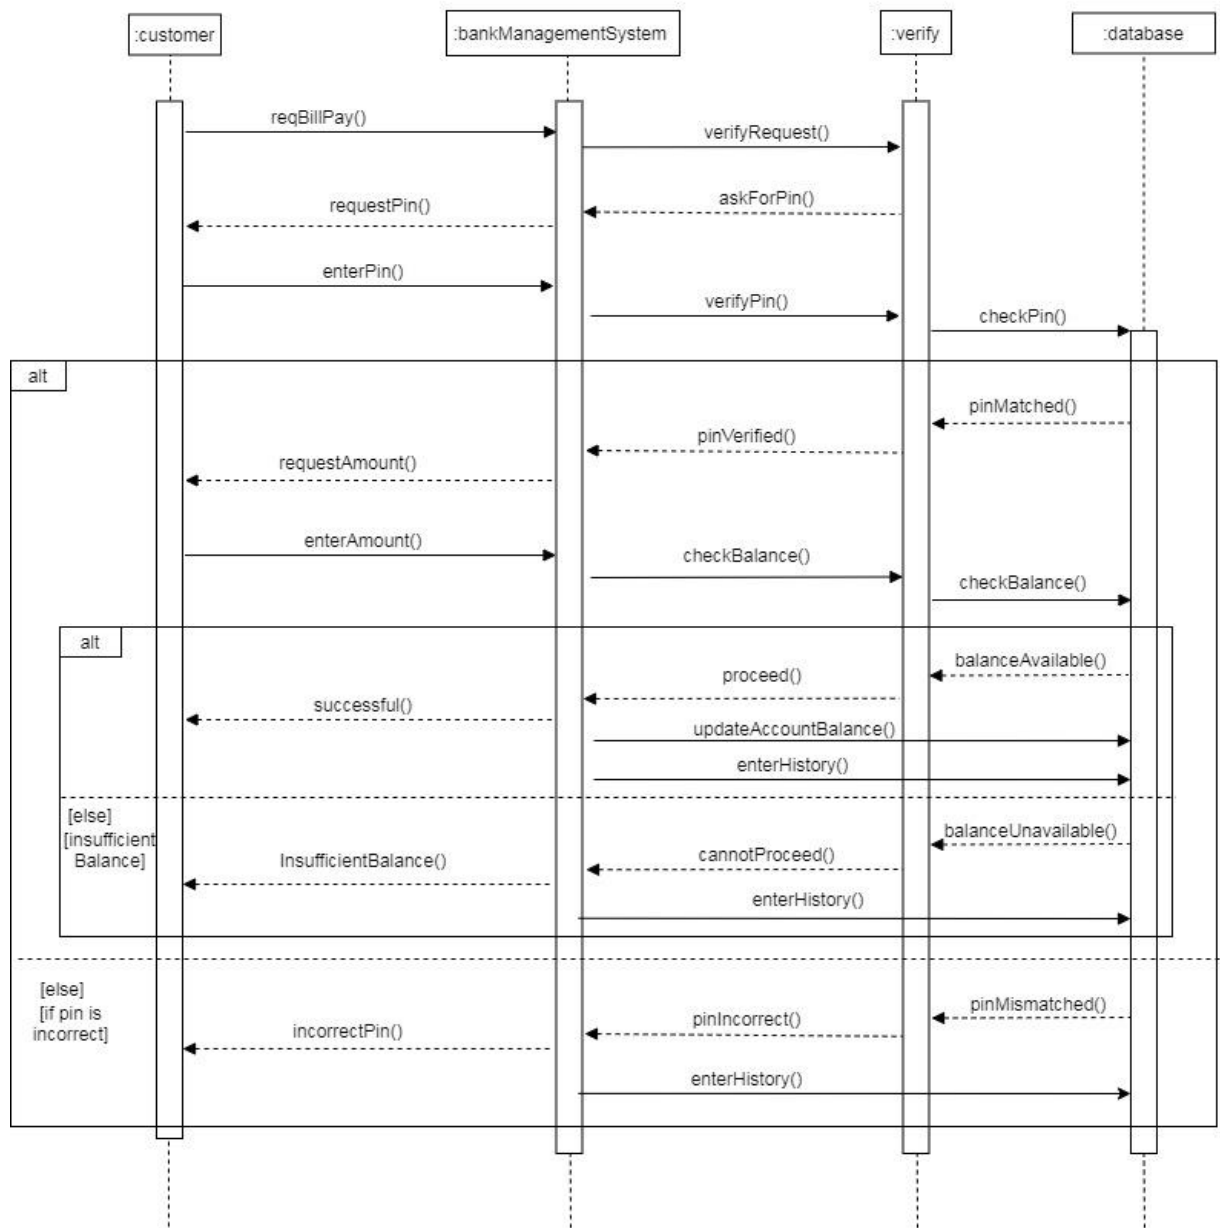 :customer
:bankManagementSystem
:verify
:database
reqBillPay()
verifyRequest()
askForPin()
requestPin()
enterPin()
verifyPin()
checkPin()
alt
pinMatched()
pinVerified()
requestAmount()
enterAmount()
checkBalance()
checkBalance()
alt
balanceAvailable()
proceed()
successful()
updateAccountBalance()
enterHistory()
[else]
[insufficient
Balance]
balanceUnavailable()
cannotProceed()
InsufficientBalance()
enterHistory()
[else]
[if pin is
incorrect]
pinMismatched()
pinIncorrect()
incorrectPin()
enterHistory()